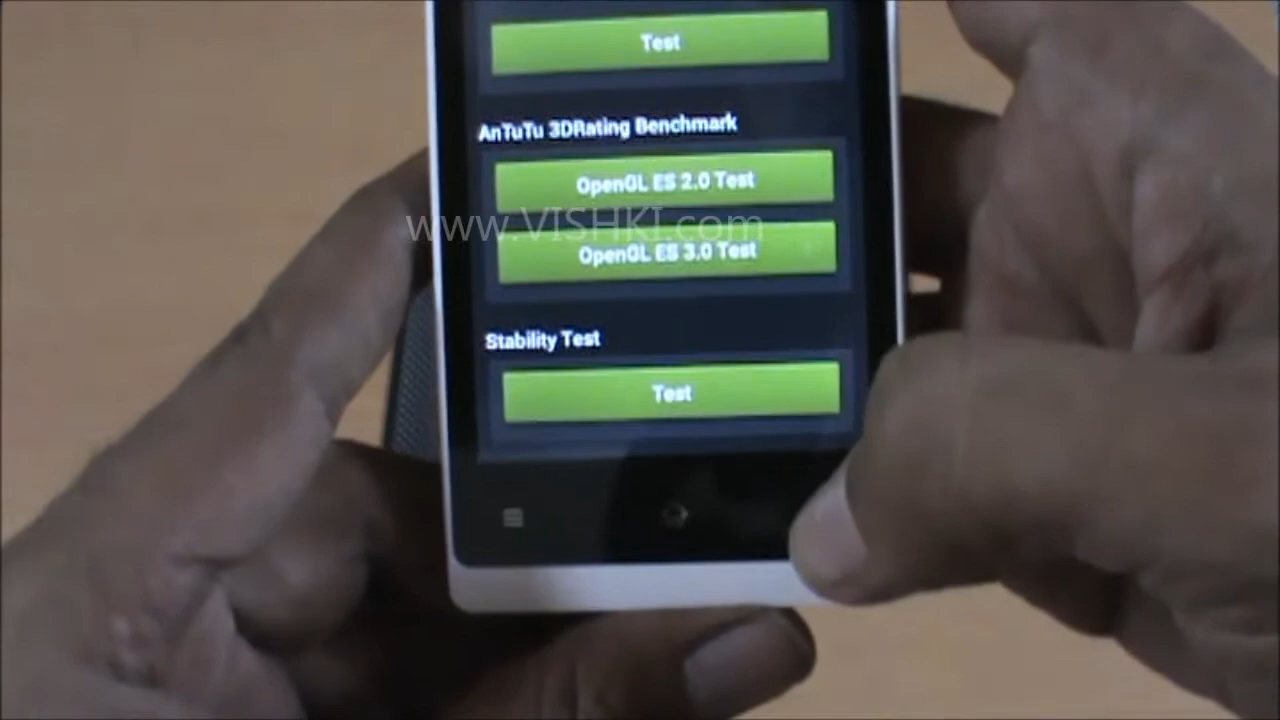 Test
AnTuTu 3DRating Benchmark
OpenGL ES 2.0 Test
www.VISHKI.com
OpenGL ES 3.0 Test
Stability Test
Test